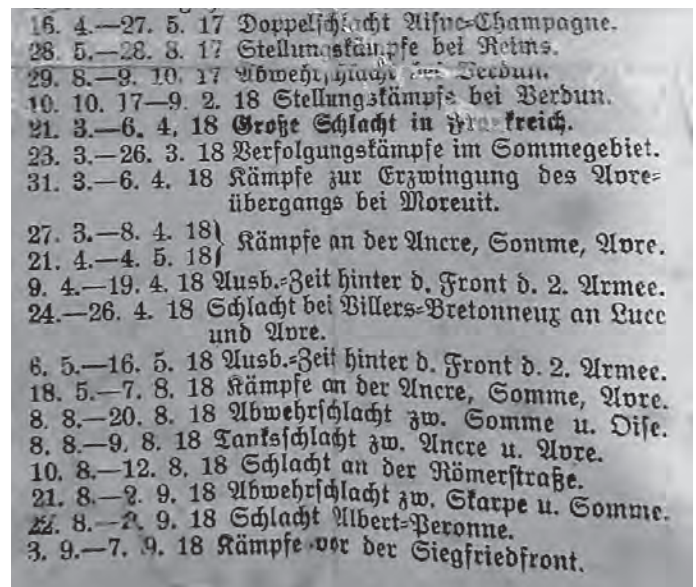 16. 4.—27. 5. 17 Doppelschlacht Aisne-Champagne.
28. 5.—28. 8. 17 Stellungskämpfe bei Reims.
29. 8.—9. 10. 17 Abwehrschlacht bei Verdun.
10. 10. 17—9. 2. 18 Stellungskämpfe bei Verdun.
21. 3.—6. 4. 18 Große Schlacht in Frankreich.
23. 3.—26. 3. 18 Verfolgungskämpfe im Sommegebiet.
31. 3.—6. 4. 18 Kämpfe zur Erzwingung des Avre-
übergangs bei Moreuit.
27. 3.—8. 4. 18} Kämpfe an der Ancre, Somme, Avre.
21. 4.—4. 5. 18}
9. 4.—19. 4. 18 Ausb.-Zeit hinter d. Front d. 2. Armee.
24.—26. 4. 18 Schlacht bei Villers-Bretonneux an Luce
und Avre.
6. 5.—16. 5. 18 Ausb.-Zeit hinter d. Front d. 2. Armee.
18. 5.—7. 8. 18 Kämpfe an der Ancre, Somme, Avre.
8. 8.—20. 8. 18 Abwehrschlacht zw. Somme u. Oise.
8. 8.—9. 8. 18 Tankschlacht zw. Ancre u. Avre.
10. 8.—12. 8. 18 Schlacht an der Römerstraße.
21. 8.—2. 9. 18 Abwehrschlacht zw. Skarpe u. Somme.
8.— 9. 18 Schlacht Albert-Peronne.
3. 9.—7. 9. 18 Kämpfe vor der Siegfriedfront.